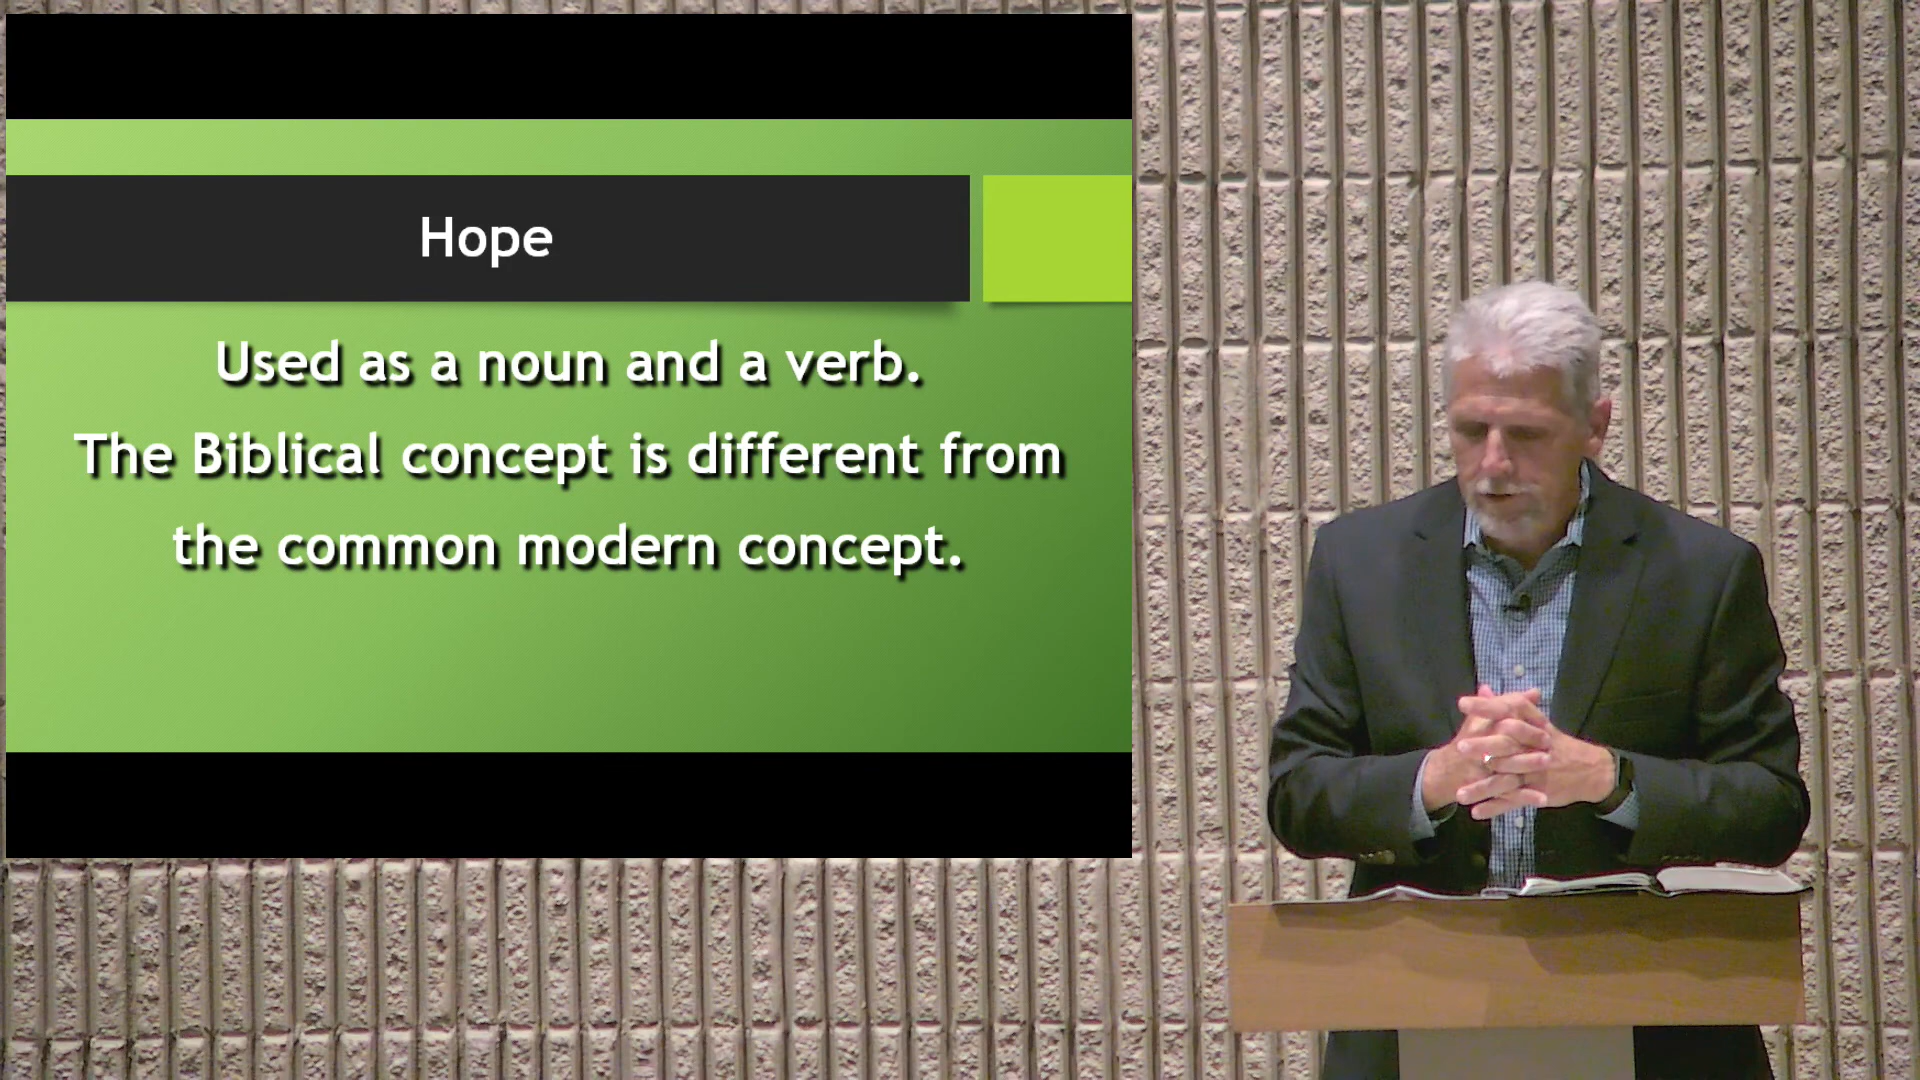 Hope
Used as a noun and a verb.
The Biblical concept is different from
the common modern concept.